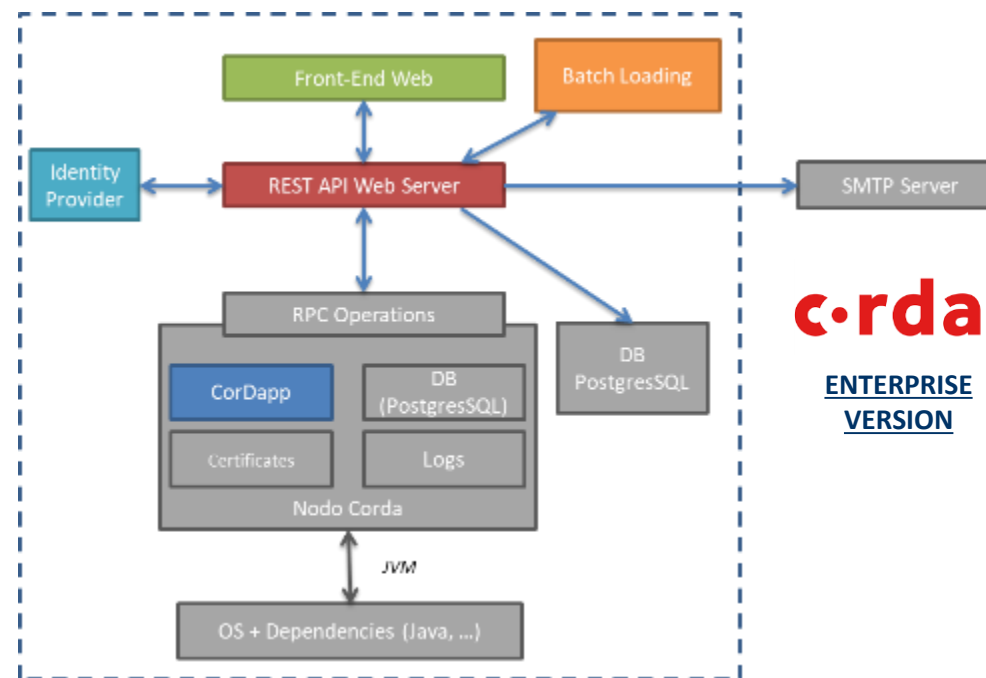 Front-End Web
Batch Loading
Identity
Provider
REST API Web Server
SMTP Server
RPC Operations
c·rda
ENTERPRISE
VERSION
DB
PostgresSQL
CorDapp
DB
(PostgresSQL)
Certificates
Logs
Nodo Corda
JVM
OS + Dependencies (Java, ...)